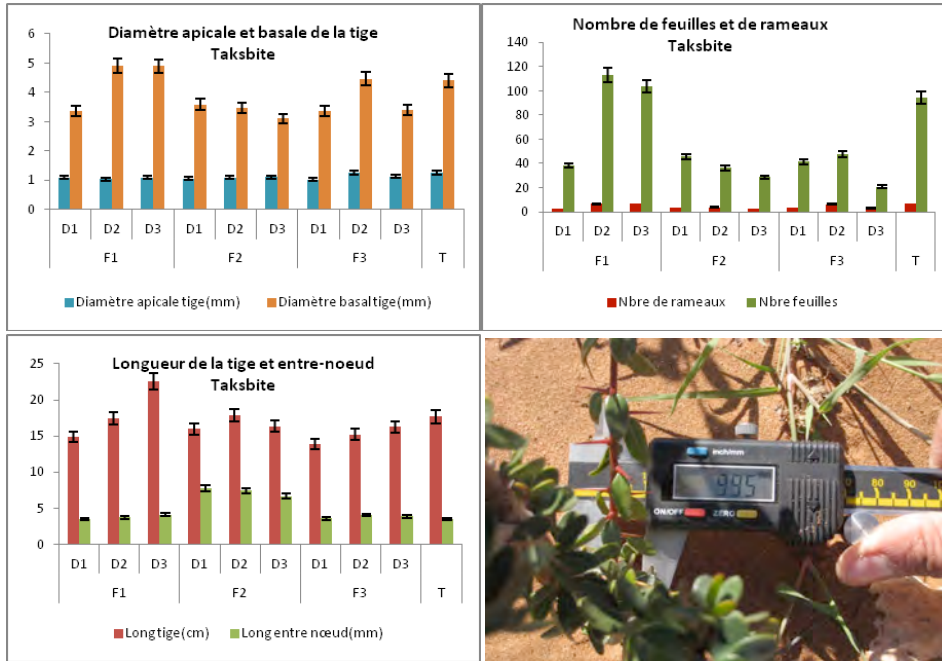 Diamètre apicale et basale de la tige
Taksbite
6
5
4
3
2
1
0
D1 D2 D3 D1 D2 D3 D1 D2 D3
F1 F2 F3 T
Diamètre apicale tige(mm) Diamètre basal tige(mm)
Nombre de feuilles et de rameaux
Taksbite
140
120
100
80
60
40
20
0
D1 D2 D3 D1 D2 D3 D1 D2 D3
F1 F2 F3 T
Nbre de rameaux Nbre feuilles
Longueur de la tige et entre-noeud
Taksbite
25
20
15
10
5
0
D1 D2 D3 D1 D2 D3 D1 D2 D3
F1 F2 F3 T
Long tige(cm) Long entre nœud(mm)
inch/mm
9.95
ON/OFF ZERO
80 90